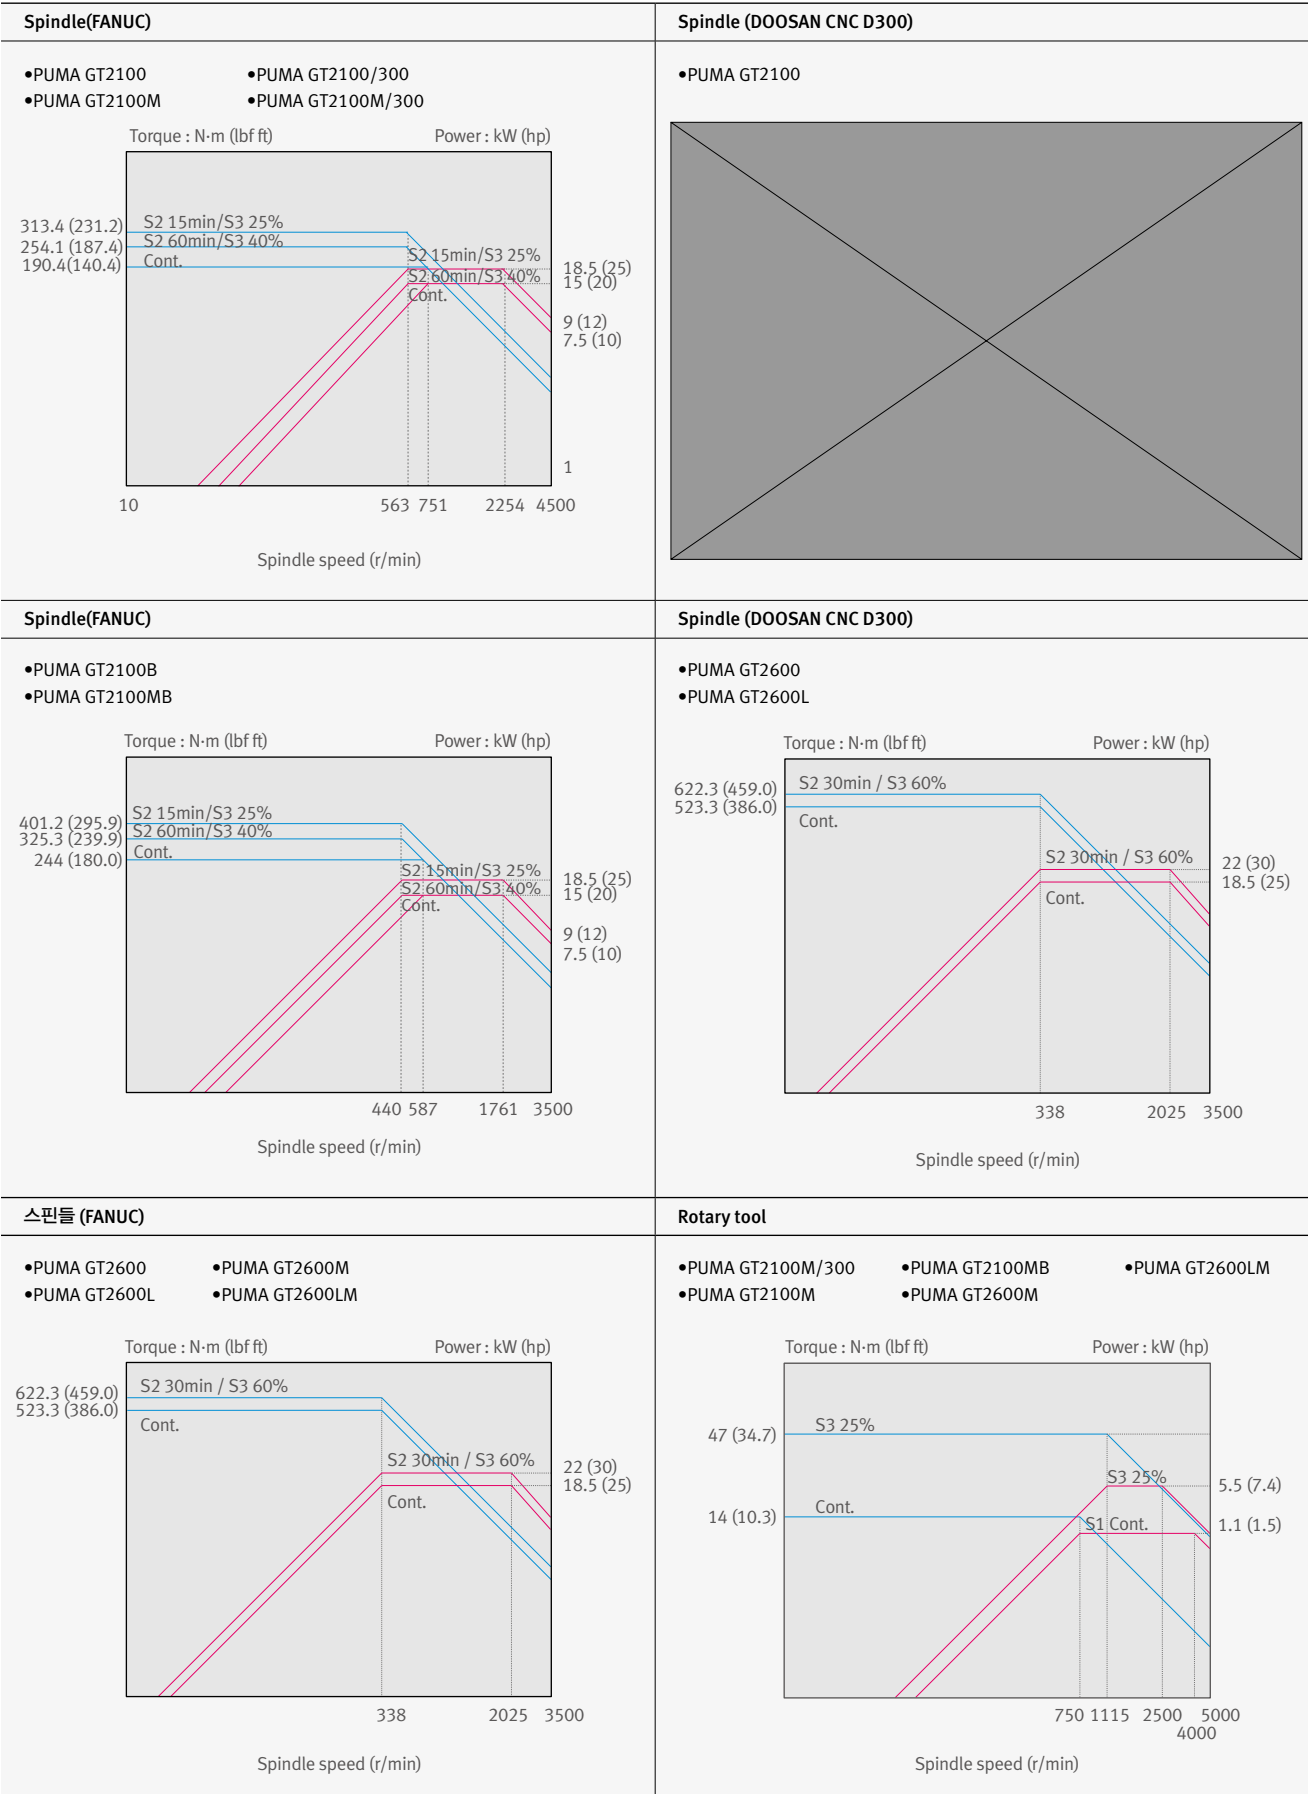 Spindle(FANUC)
•PUMA GT2100 •PUMA GT2100/300
•PUMA GT2100M •PUMA GT2100M/300
Torque : N·m (lbf ft) Power : kW (hp)
313.4 (231.2) S2 15min/S3 25%
254.1 (187.4) S2 60min/S3 40%
190.4(140.4) Cont.
S2 15min/S3 25% 18.5 (25)
S2 60min/S3 40% 15 (20)
Cont.
9 (12)
7.5 (10)
1
10 563 751 2254 4500
Spindle speed (r/min)
Spindle (DOOSAN CNC D300)
•PUMA GT2100
Spindle(FANUC)
•PUMA GT2100B
•PUMA GT2100MB
Torque : N·m (lbf ft) Power : kW (hp)
401.2 (295.9) S2 15min/S3 25%
325.3 (239.9) S2 60min/S3 40%
244 (180.0) Cont.
S2 15min/S3 25% 18.5 (25)
S2 60min/S3 40% 15 (20)
Cont.
9 (12)
7.5 (10)
440 587 1761 3500
Spindle speed (r/min)
Spindle (DOOSAN CNC D300)
•PUMA GT2600
•PUMA GT2600L
Torque : N·m (lbf ft) Power : kW (hp)
622.3 (459.0) S2 30min / S3 60%
523.3 (386.0) Cont.
S2 30min / S3 60% 22 (30)
18.5 (25)
Cont.
338 2025 3500
Spindle speed (r/min)
스핀들 (FANUC)
•PUMA GT2600 •PUMA GT2600M
•PUMA GT2600L •PUMA GT2600LM
Torque : N·m (lbf ft) Power : kW (hp)
622.3 (459.0) S2 30min / S3 60%
523.3 (386.0) Cont.
S2 30min / S3 60% 22 (30)
18.5 (25)
Cont.
338 2025 3500
Spindle speed (r/min)
Rotary tool
•PUMA GT2100M/300 •PUMA GT2100MB •PUMA GT2600LM
•PUMA GT2100M •PUMA GT2600M
Torque : N·m (lbf ft) Power : kW (hp)
47 (34.7) S3 25%
S3 25% 5.5 (7.4)
14 (10.3) Cont.
S1 Cont. 1.1 (1.5)
750 1115 2500 5000
4000
Spindle speed (r/min)